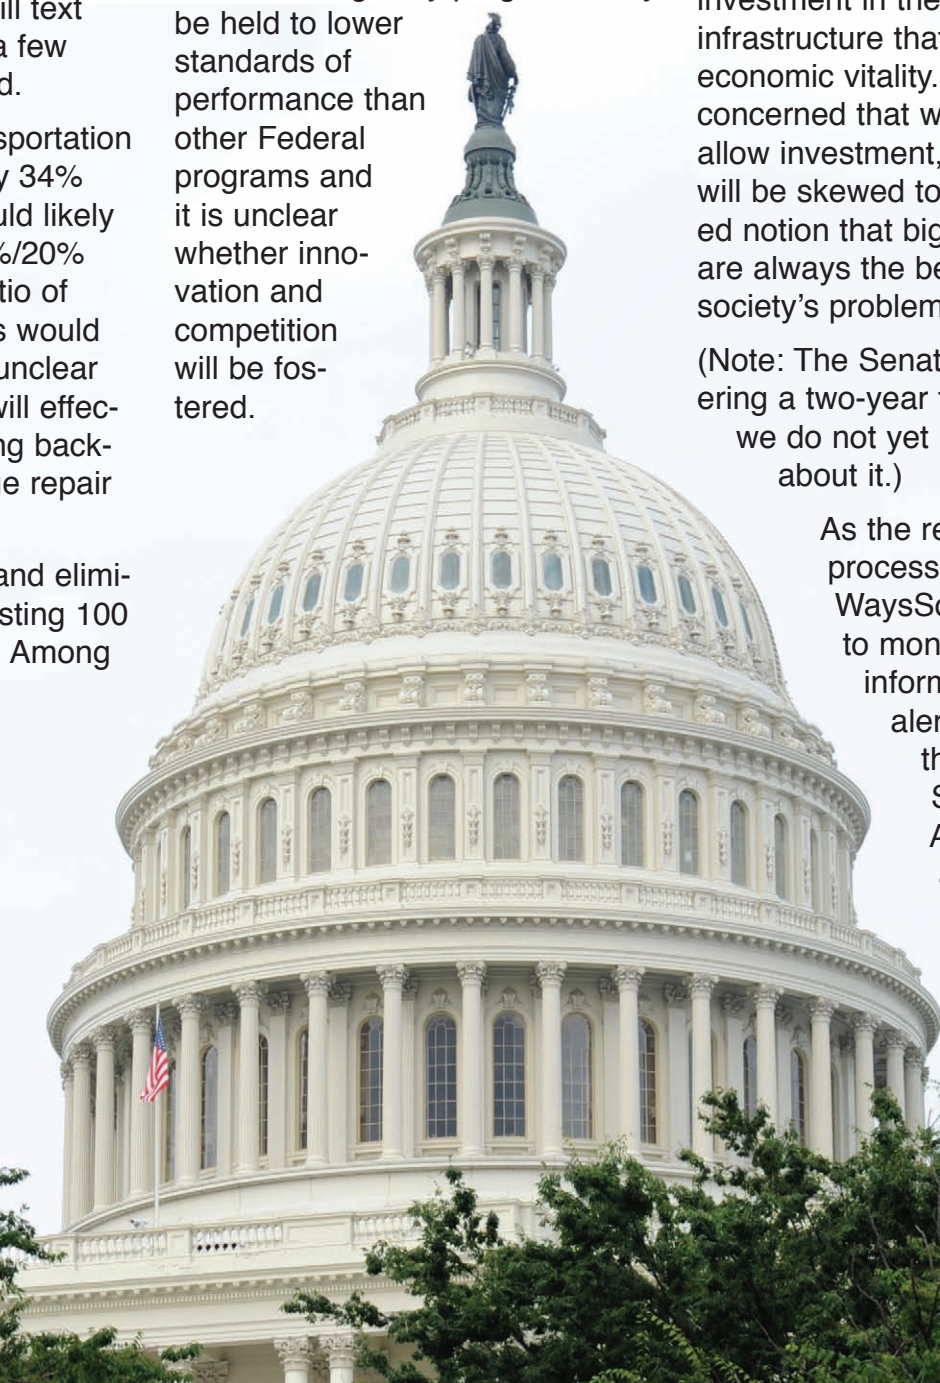 ill text
a few
d.
sportation
y 34%
uld likely
%/20%
tio of
s would
unclear
will effec-
ng back-
e repair
and elimi-
sting 100
Among
be held to lower
standards of
performance than
other Federal
programs and
it is unclear
whether inno-
vation and
competition
will be fos-
tered.
investment in the
infrastructure that
economic vitality.
concerned that w
allow investment,
will be skewed to
ed notion that big
are always the be
society's problem
(Note: The Senat
ering a two-year
we do not yet
about it.)
As the re
process
WaysSo
to mon
inform
aler
th
S
A